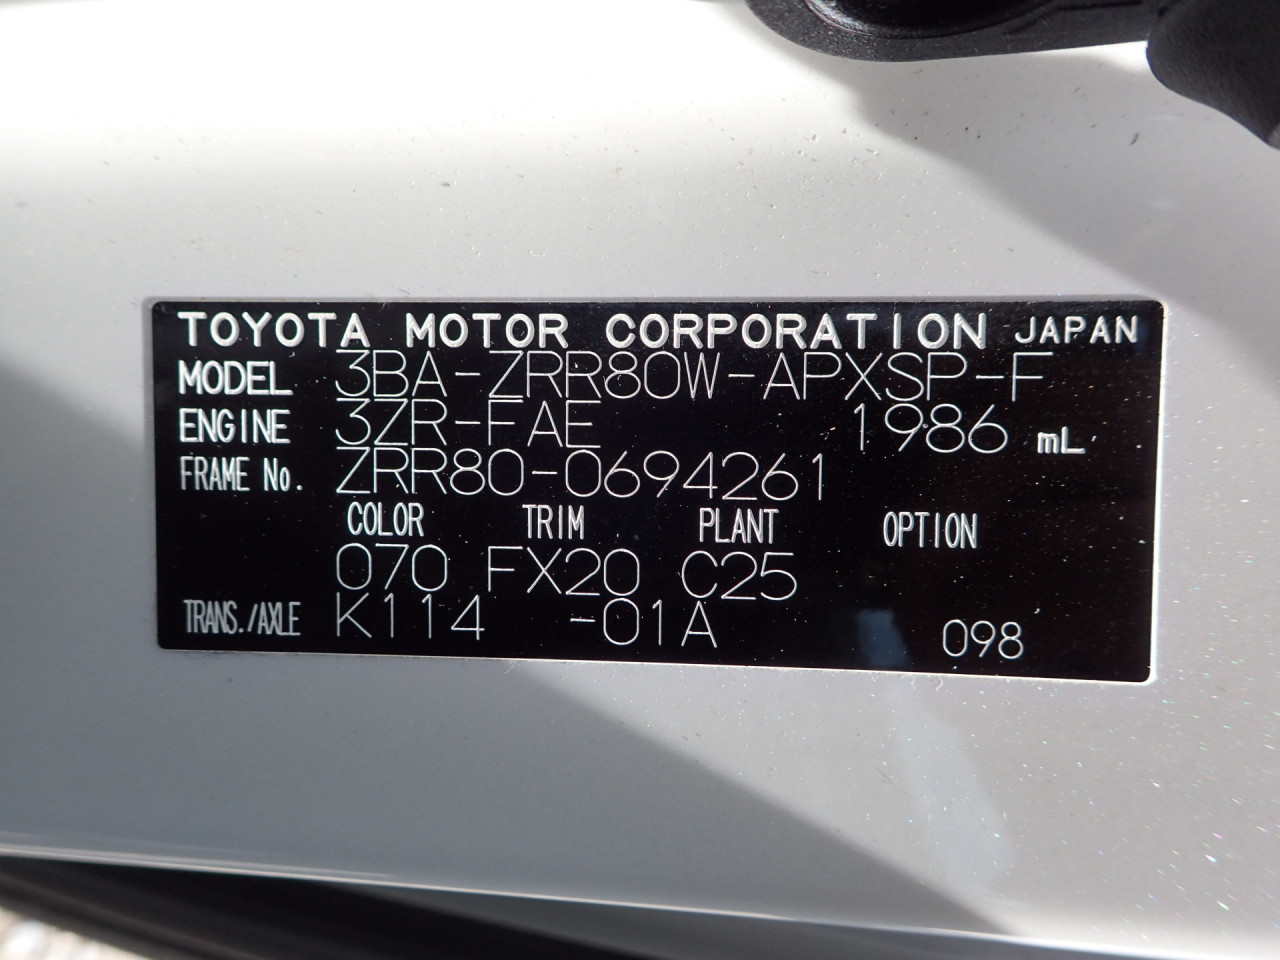 TOYOTA MOTOR CORPORATION JAPAN
MODEL 3BA-ZRR80W-APXSP-F
ENGINE 3ZR-FAE 1986 mL
FRAME No. ZRR80-0694261
COLOR TRIM PLANT OPTION
070 FX20 C25
TRANS./AXLE K114 -01A 098